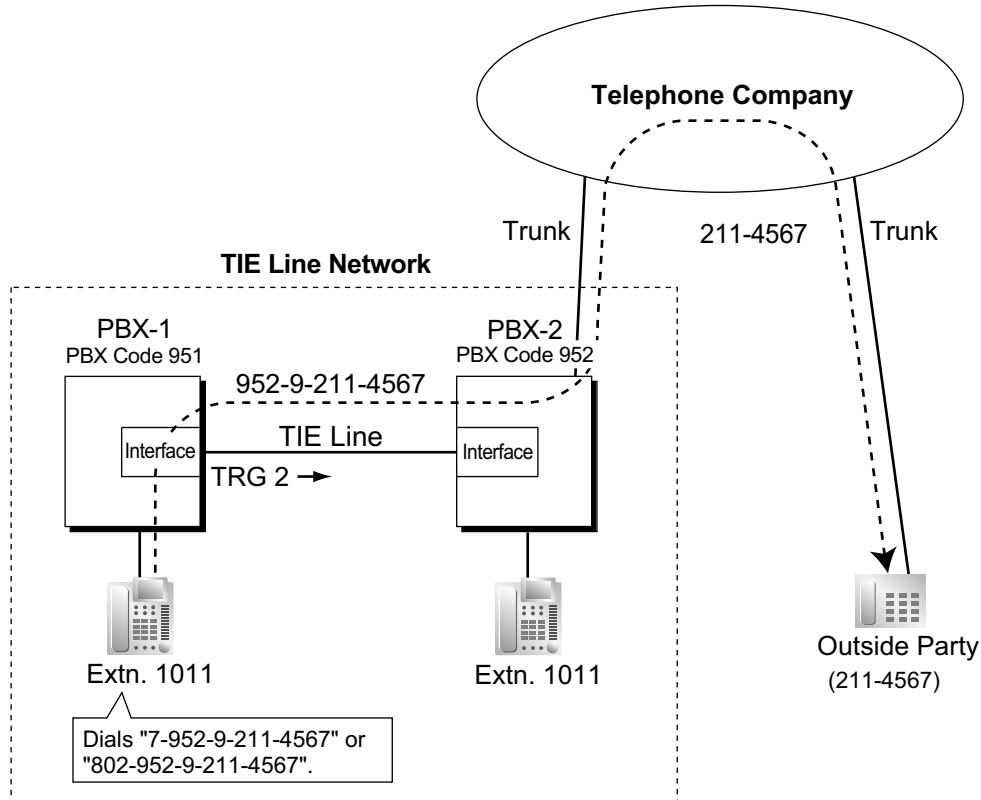 Telephone Company
Trunk
211-4567
Trunk
TIE Line Network
PBX-1
PBX Code 951
PBX-2
PBX Code 952
952-9-211-4567
Interface
TIE Line
Interface
TRG 2
Extn. 1011
Extn. 1011
Outside Party
(211-4567)
Dials "7-952-9-211-4567" or
"802-952-9-211-4567".